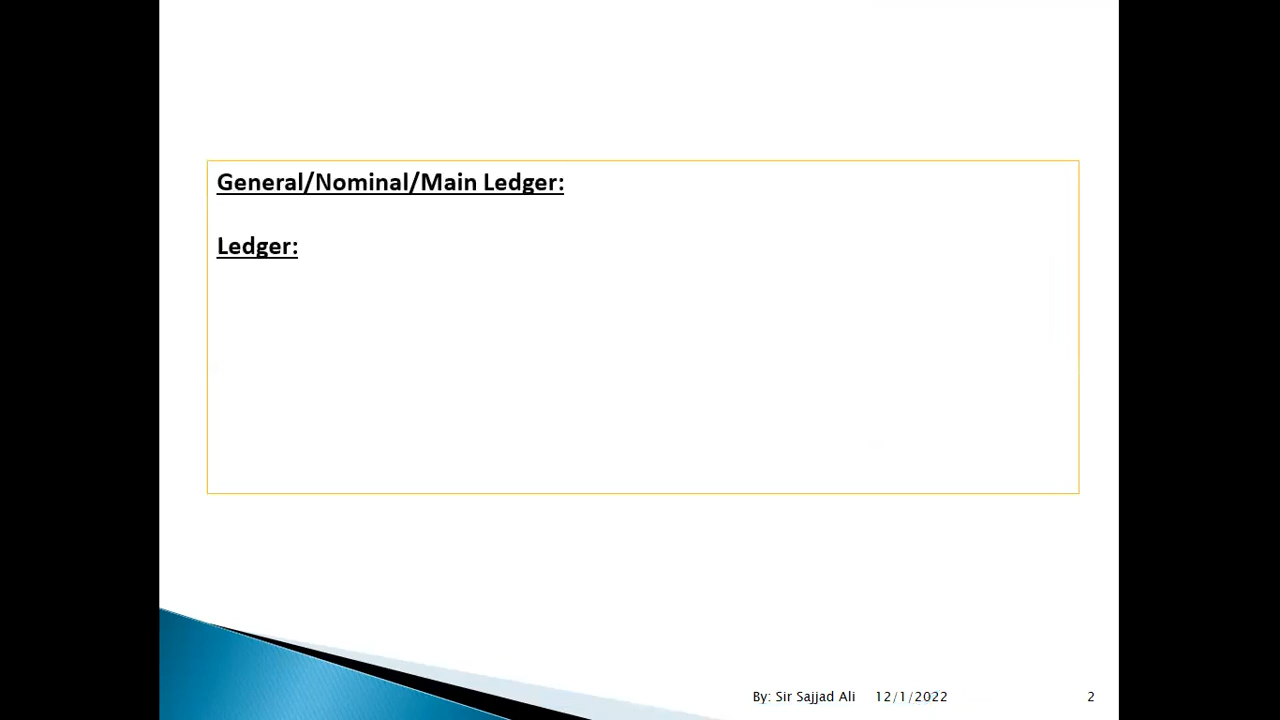 General/Nominal/Main Ledger:
Ledger:
By: Sir Sajjad Ali 12/1/2022 2